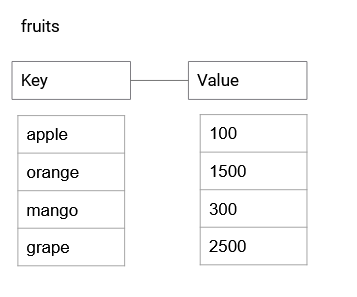 fruits
Key Value
apple 100
orange 1500
mango 300
grape 2500